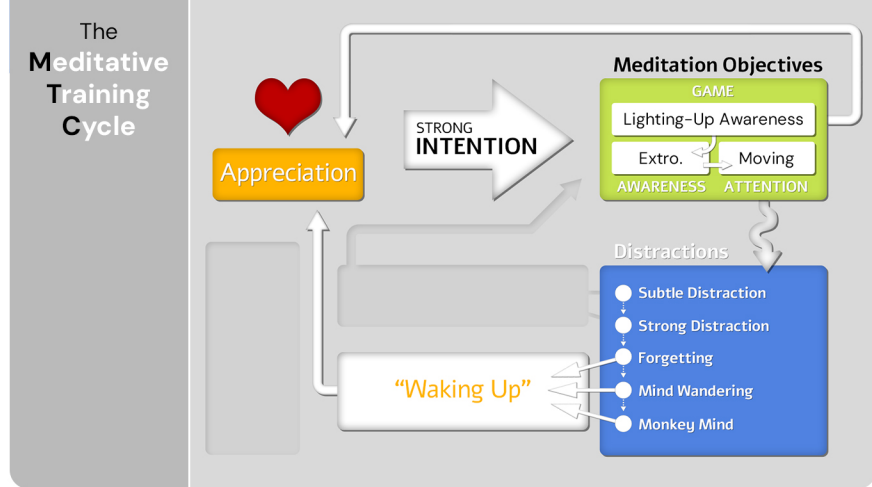 The
Meditative
Training
Cycle
Meditation Objectives
GAME
Lighting-Up Awareness
Extro.
Moving
AWARENESS
ATTENTION
STRONG
INTENTION
Appreciation
Distractions
Subtle Distraction
Strong Distraction
Forgetting
Mind Wandering
Monkey Mind
“Waking Up”